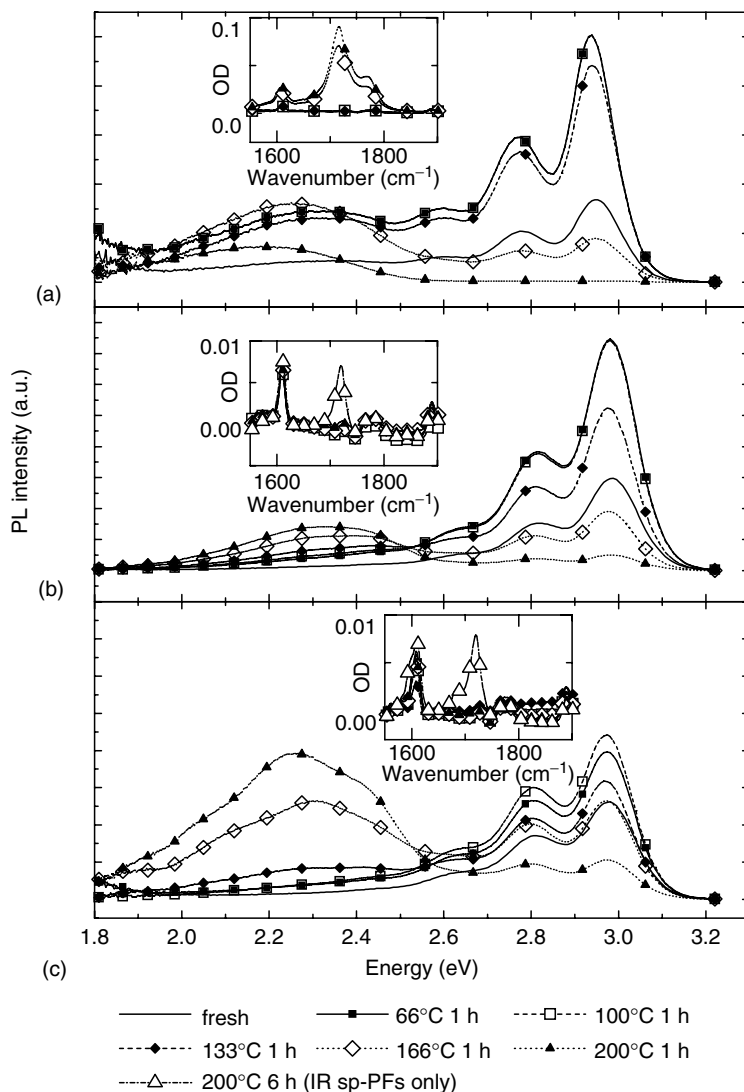 0.1
OD
0.0
1600 1800
Wavenumber (cm−1)
(a)
0.01
OD
0.00
1600 1800
Wavenumber (cm−1)
PL intensity (a.u.)
(b)
0.01
OD
0.00
1600 1800
Wavenumber (cm−1)
1.8 2.0 2.2 2.4 2.6 2.8 3.0 3.2
(c)
Energy (eV)
fresh 66°C 1 h 100°C 1 h
133°C 1 h 166°C 1 h 200°C 1 h
200°C 6 h (IR sp-PFs only)